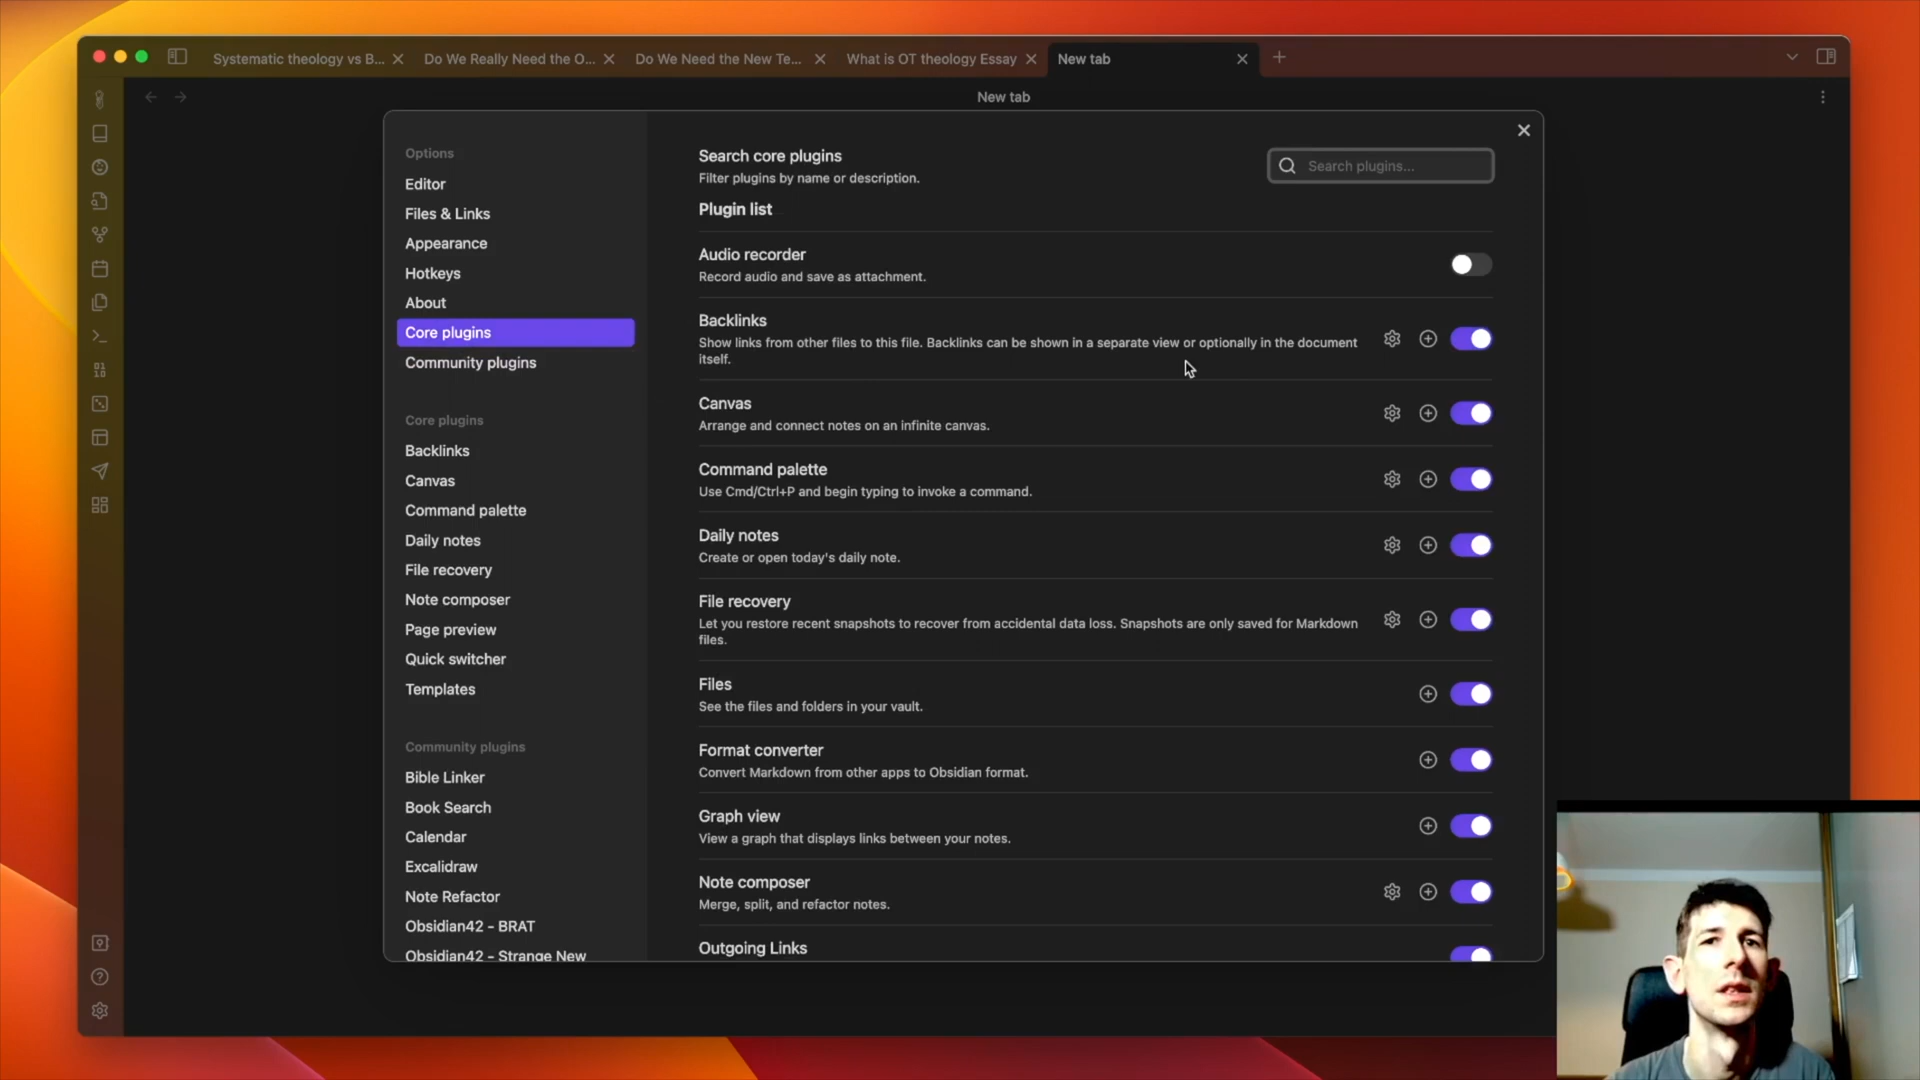 Systematic theology vs B...
Do We Really Need the O...
Do We Need the New Te...
What is OT theology Essay
New tab
New tab
Options
Editor
Files & Links
Appearance
Hotkeys
About
Core plugins
Community plugins
Core plugins
Backlinks
Canvas
Command palette
Daily notes
File recovery
Note composer
Page preview
Quick switcher
Templates
Community plugins
Bible Linker
Book Search
Calendar
Excalidraw
Note Refactor
Obsidian42 - BRAT
Obsidian42 - Strange New
Search core plugins
Filter plugins by name or description.
Search plugins...
Plugin list
Audio recorder
Record audio and save as attachment.
Backlinks
Show links from other files to this file. Backlinks can be shown in a separate view or optionally in the document
itself.
Canvas
Arrange and connect notes on an infinite canvas.
Command palette
Use Cmd/Ctrl+P and begin typing to invoke a command.
Daily notes
Create or open today's daily note.
File recovery
Let you restore recent snapshots to recover from accidental data loss. Snapshots are only saved for Markdown
files.
Files
See the files and folders in your vault.
Format converter
Convert Markdown from other apps to Obsidian format.
Graph view
View a graph that displays links between your notes.
Note composer
Merge, split, and refactor notes.
Outgoing Links